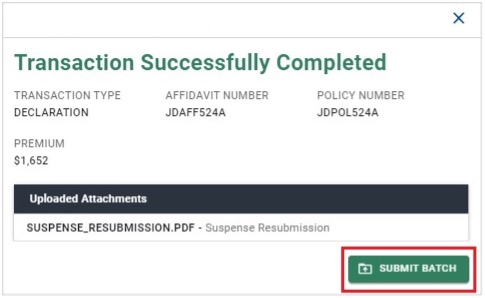 Transaction Successfully Completed
TRANSACTION TYPE AFFIDAVIT NUMBER POLICY NUMBER
DECLARATION JDAFF524A JDPOL524A
PREMIUM
$1,652
Uploaded Attachments
SUSPENSE_RESUBMISSION.PDF - Suspense Resubmission
SUBMIT BATCH